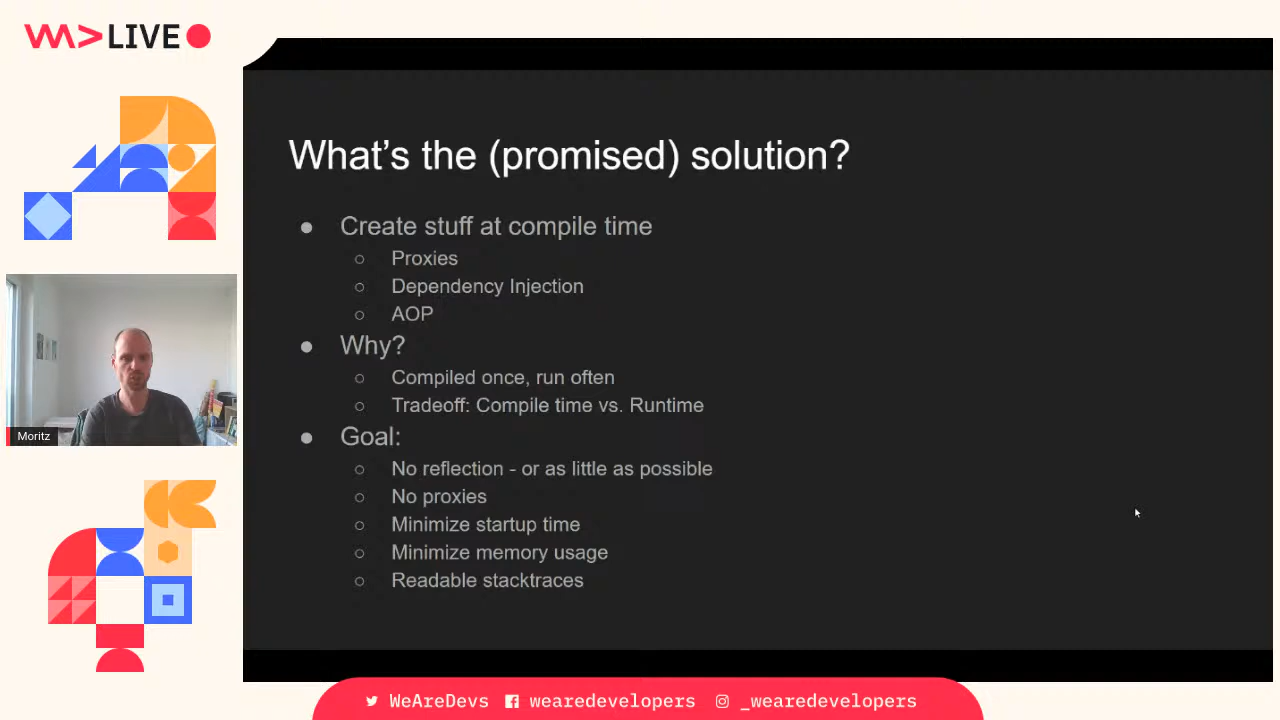 LIVE
What's the (promised) solution?
● Create stuff at compile time
○ Proxies
○ Dependency Injection
○ AOP
● Why?
○ Compiled once, run often
○ Tradeoff: Compile time vs. Runtime
● Goal:
○ No reflection - or as little as possible
○ No proxies
○ Minimize startup time
○ Minimize memory usage
○ Readable stacktraces
Moritz
WeAreDevs wearedevelopers _wearedevelopers